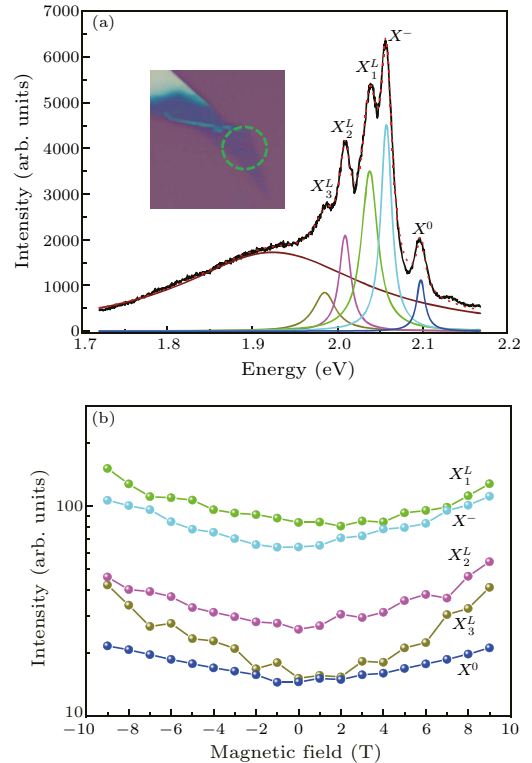 (a)
7000
6000
5000
4000
3000
2000
1000
0
Intensity (arb. units)
X⁻
X₁ᴸ
X₂ᴸ
X₃ᴸ
X⁰
1.7 1.8 1.9 2.0 2.1 2.2
Energy (eV)
(b)
100
10
Intensity (arb. units)
X₁ᴸ
X⁻
X₂ᴸ
X₃ᴸ
X⁰
−10 −8 −6 −4 −2 0 2 4 6 8 10
Magnetic field (T)